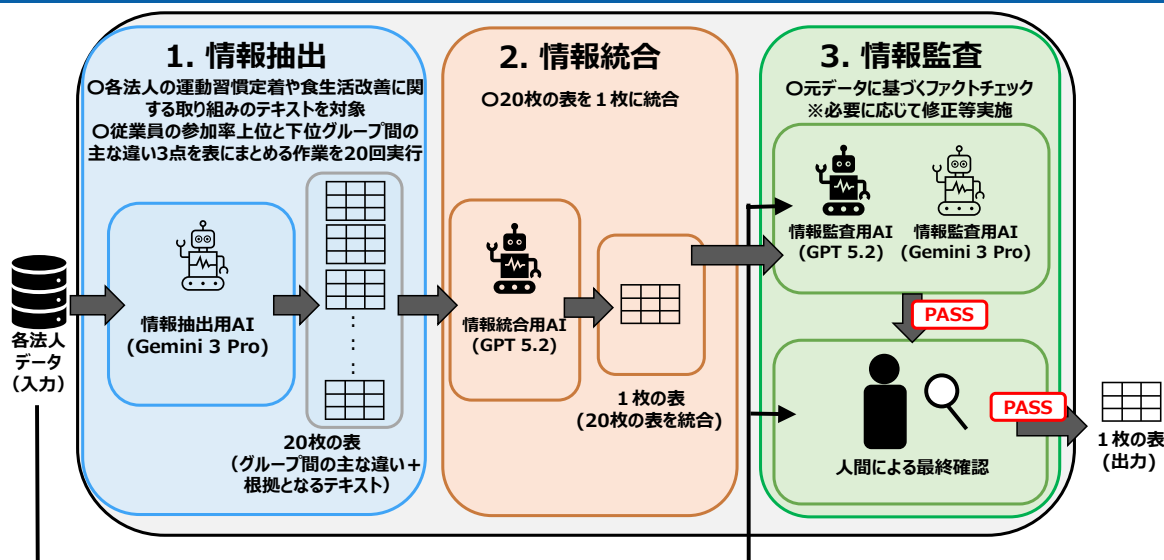 1. 情報抽出
〇各法人の運動習慣定着や食生活改善に関
する取り組みのテキストを対象
〇従業員の参加率上位と下位グループ間の
主な違い3点を表にまとめる作業を20回実行
各法人
データ
(入力)
情報抽出用AI
(Gemini 3 Pro)
20枚の表
(グループ間の主な違い+
根拠となるテキスト)
2. 情報統合
〇20枚の表を1枚に統合
情報統合用AI
(GPT 5.2)
1枚の表
(20枚の表を統合)
3. 情報監査
〇元データに基づくファクトチェック
※必要に応じて修正等実施
情報監査用AI
(GPT 5.2)
情報監査用AI
(Gemini 3 Pro)
PASS
人間による最終確認
PASS
1枚の表
(出力)